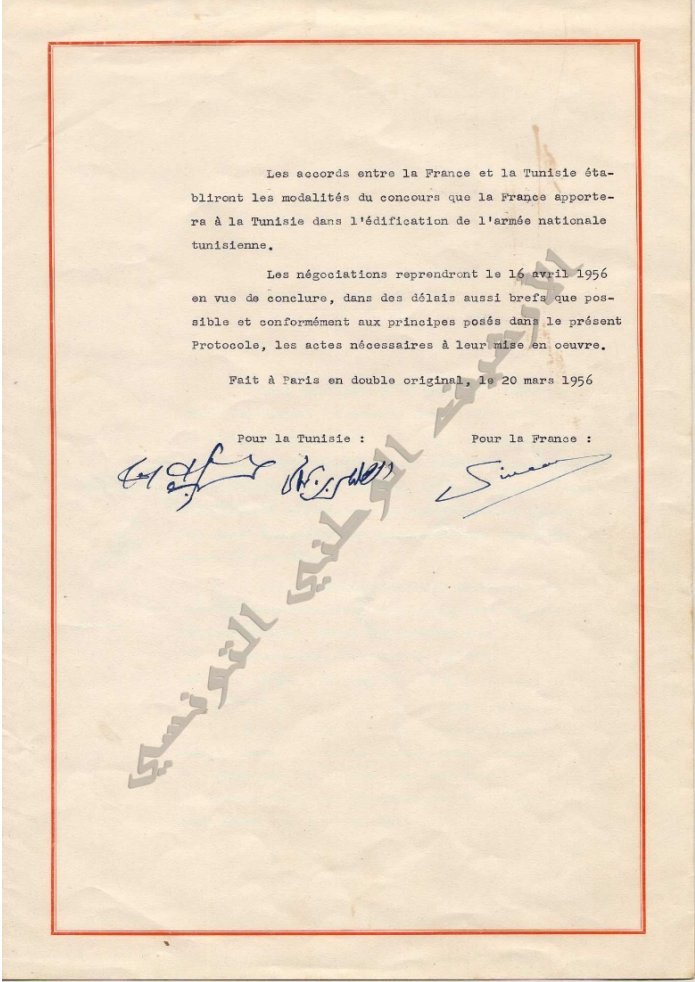 Les accords entre la France et la Tunisie éta-
bliront les modalités du concours que la France apporte-
ra à la Tunisie dans l'édification de l'armée nationale
tunisienne.
Les négociations reprendront le 16 avril 1956
en vue de conclure, dans des délais aussi brefs que pos-
sible et conformément aux principes posés dans le présent
Protocole, les actes nécessaires à leur mise en oeuvre.
Fait à Paris en double original, le 20 mars 1956
Pour la Tunisie :
Pour la France :
الأرشيف الوطني التونسي